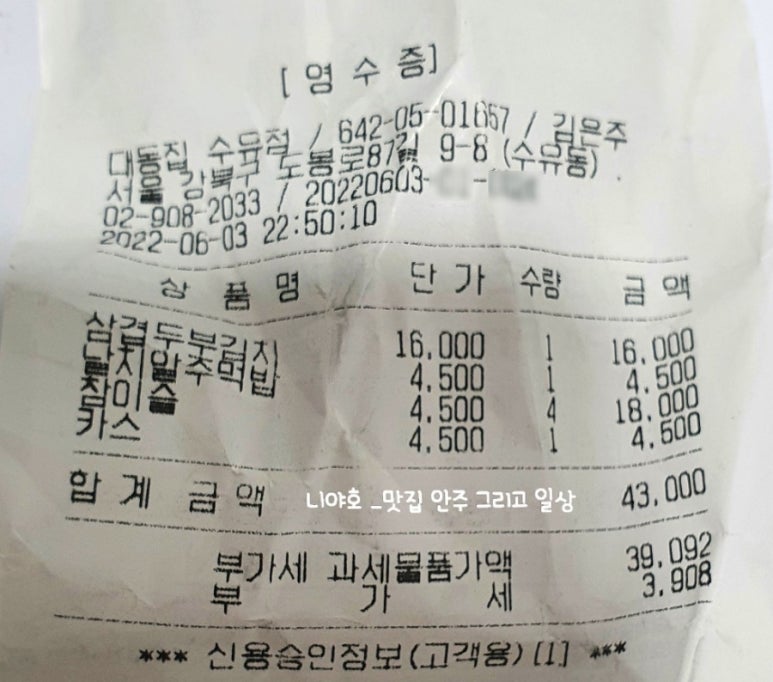 [ 영 수 증]
대동집 수유점 / 642-05-01657 / 김은주
서울 강북구 도봉로87길 9-8 (수유동)
02-908-2033 / 20220603-
2022-06-03 22:50:10
상 품 명 단 가 수량 금 액
삼겹두부김치 16,000 1 16,000
날치알주먹밥 4,500 1 4,500
참이슬 4,500 4 18,000
카스 4,500 1 4,500
합 계 금 액 43,000
니야호 _맛집 안주 그리고 일상
부가세 과세물품가액 39,092
부 가 세 3,908
*** 신용승인정보(고객용) [1] ***